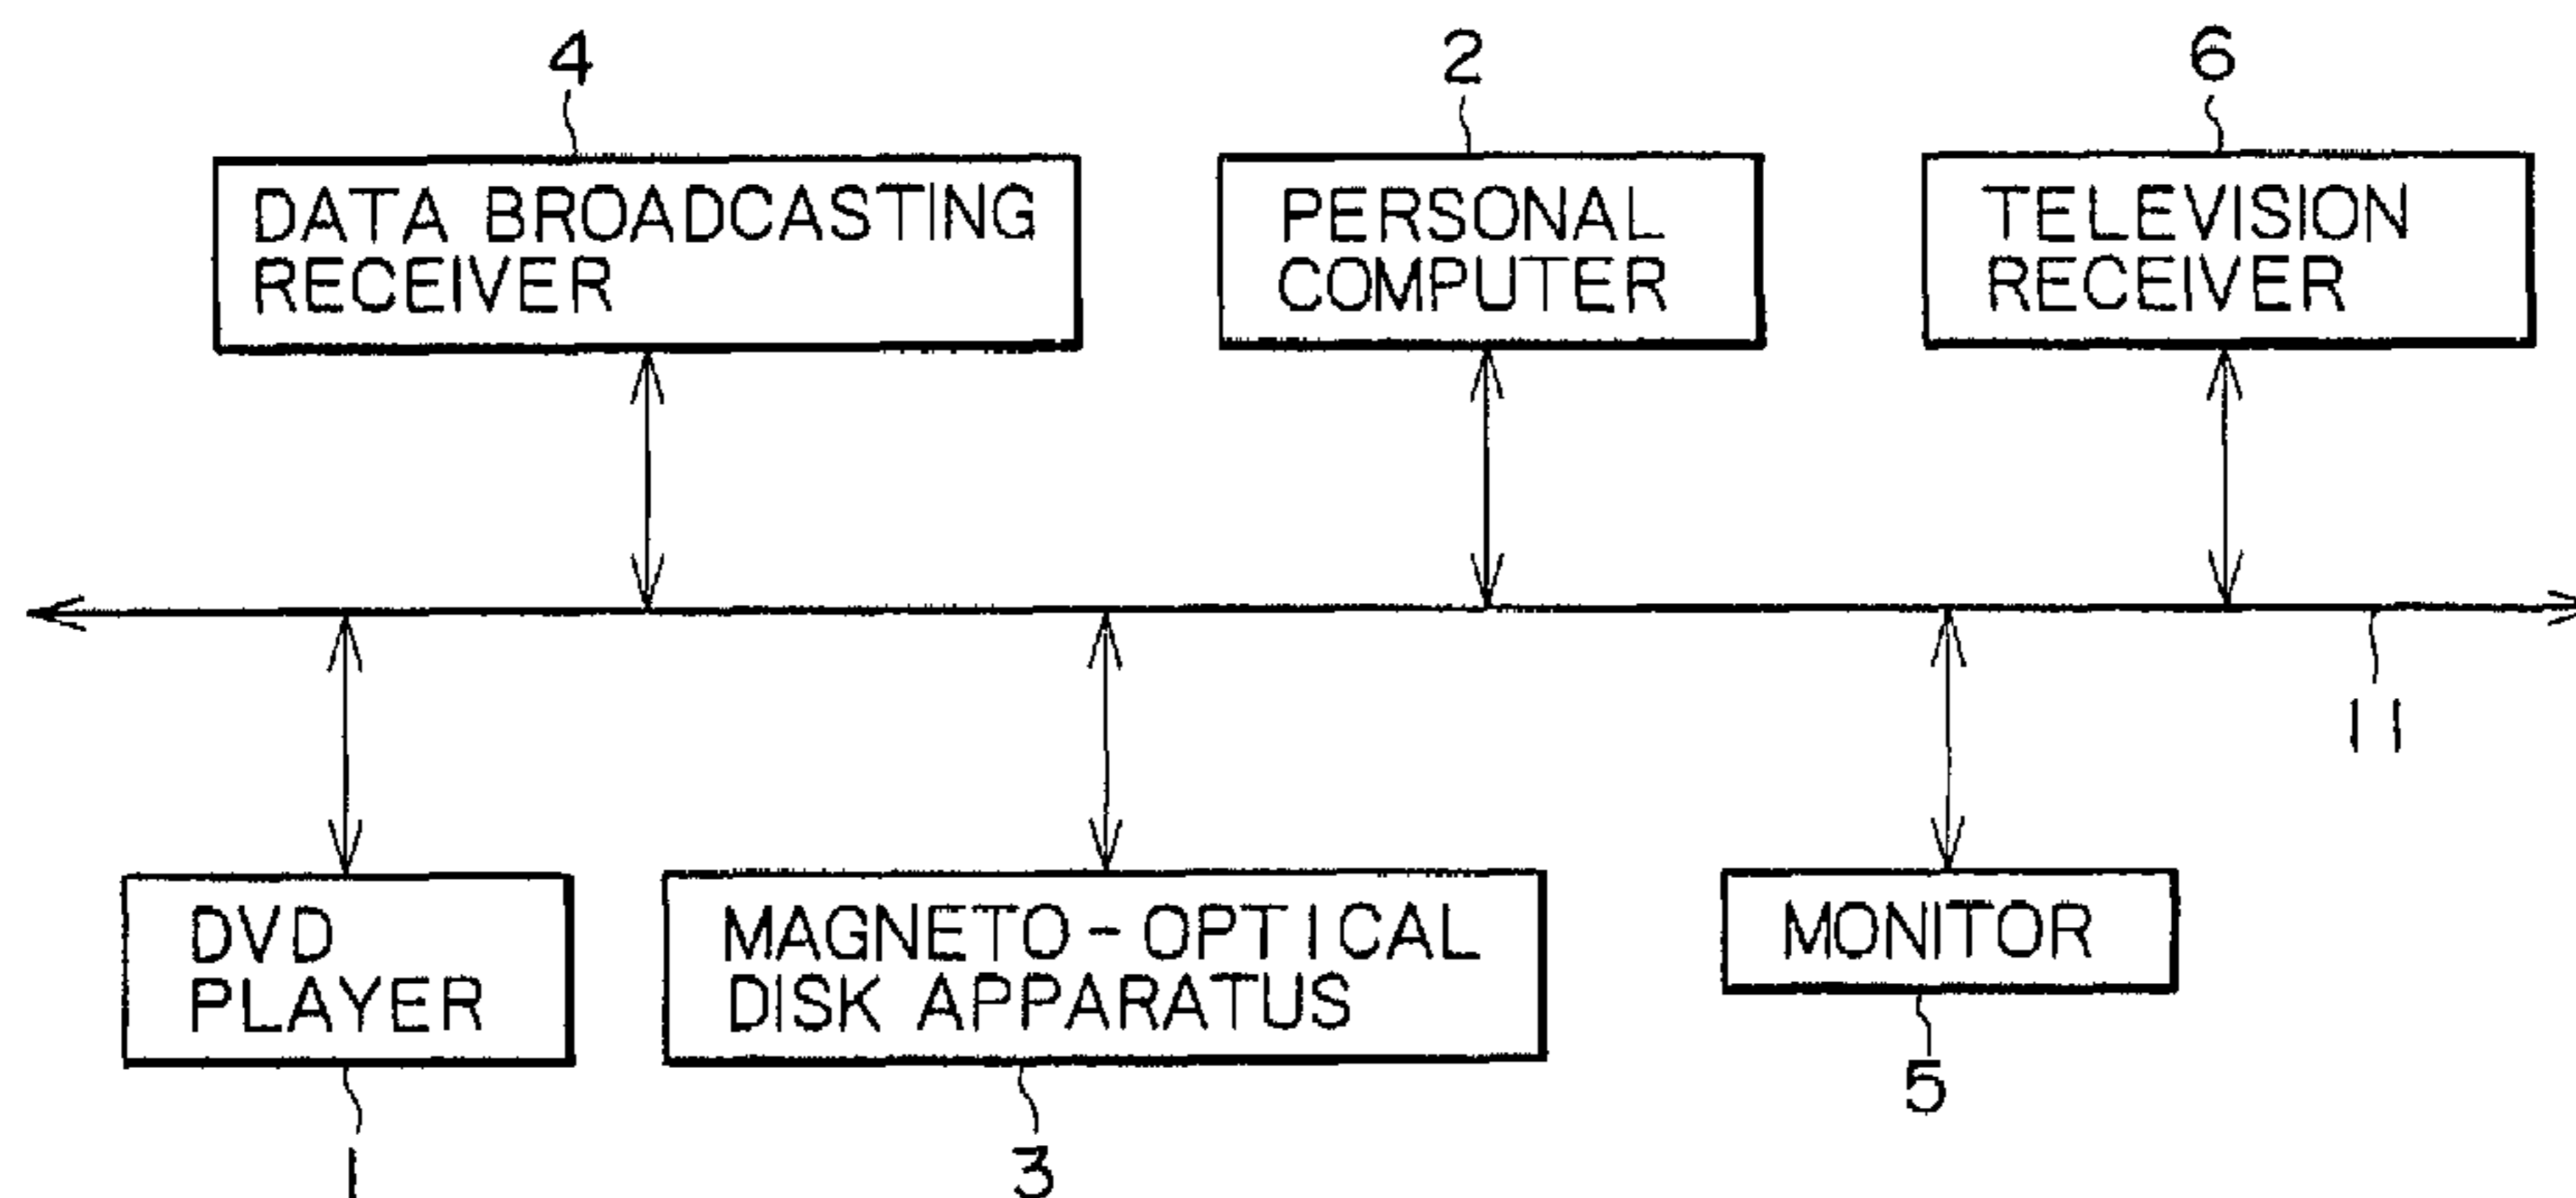 4
2
6
DATA BROADCASTING
RECEIVER
PERSONAL
COMPUTER
TELEVISION
RECEIVER
11
DVD
PLAYER
MAGNETO-OPTICAL
DISK APPARATUS
MONITOR
1
3
5